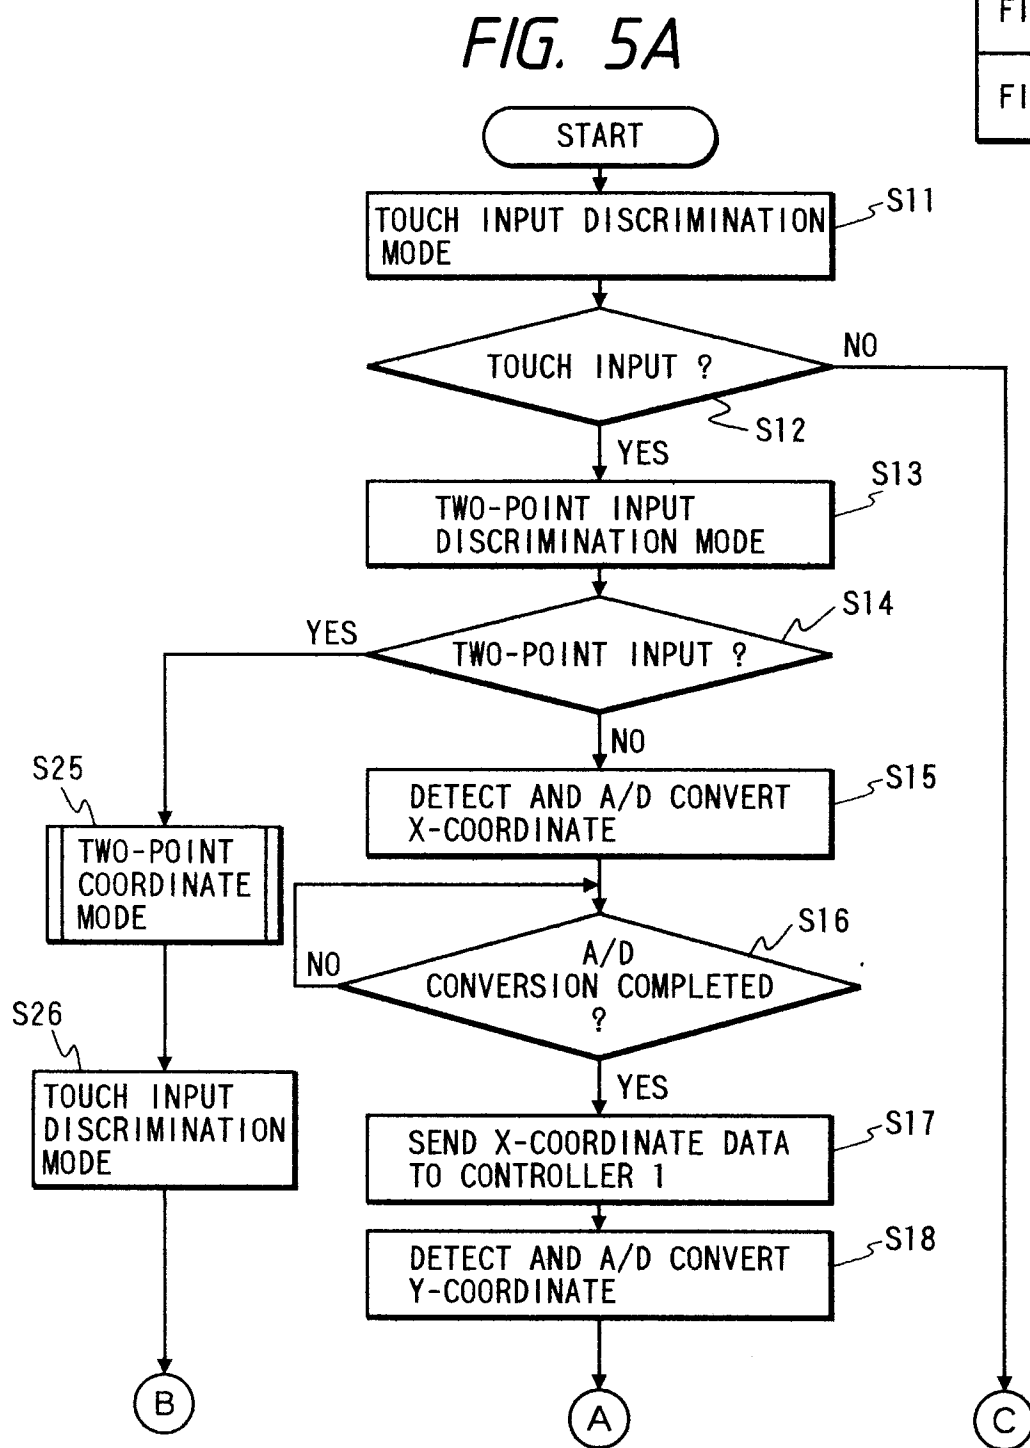 FIG. 5A
FI
FI
START
S11
TOUCH INPUT DISCRIMINATION
MODE
TOUCH INPUT ?
NO
S12
YES
S13
TWO-POINT INPUT
DISCRIMINATION MODE
S14
YES
TWO-POINT INPUT ?
NO
S25
S15
DETECT AND A/D CONVERT
X-COORDINATE
TWO-POINT
COORDINATE
MODE
S16
A/D
CONVERSION COMPLETED
?
NO
S26
YES
TOUCH INPUT
DISCRIMINATION
MODE
S17
SEND X-COORDINATE DATA
TO CONTROLLER 1
S18
DETECT AND A/D CONVERT
Y-COORDINATE
B
A
C